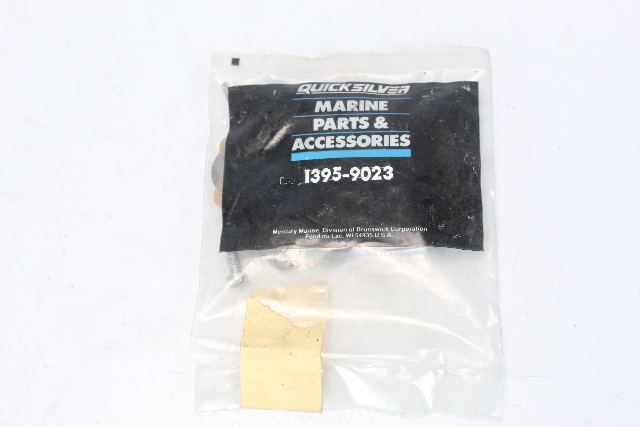 QUICKSILVER
MARINE
PARTS &
ACCESSORIES
1395-9023
Mercury Marine, Division of Brunswick Corporation
Fond du Lac, WI 54935 U.S.A.